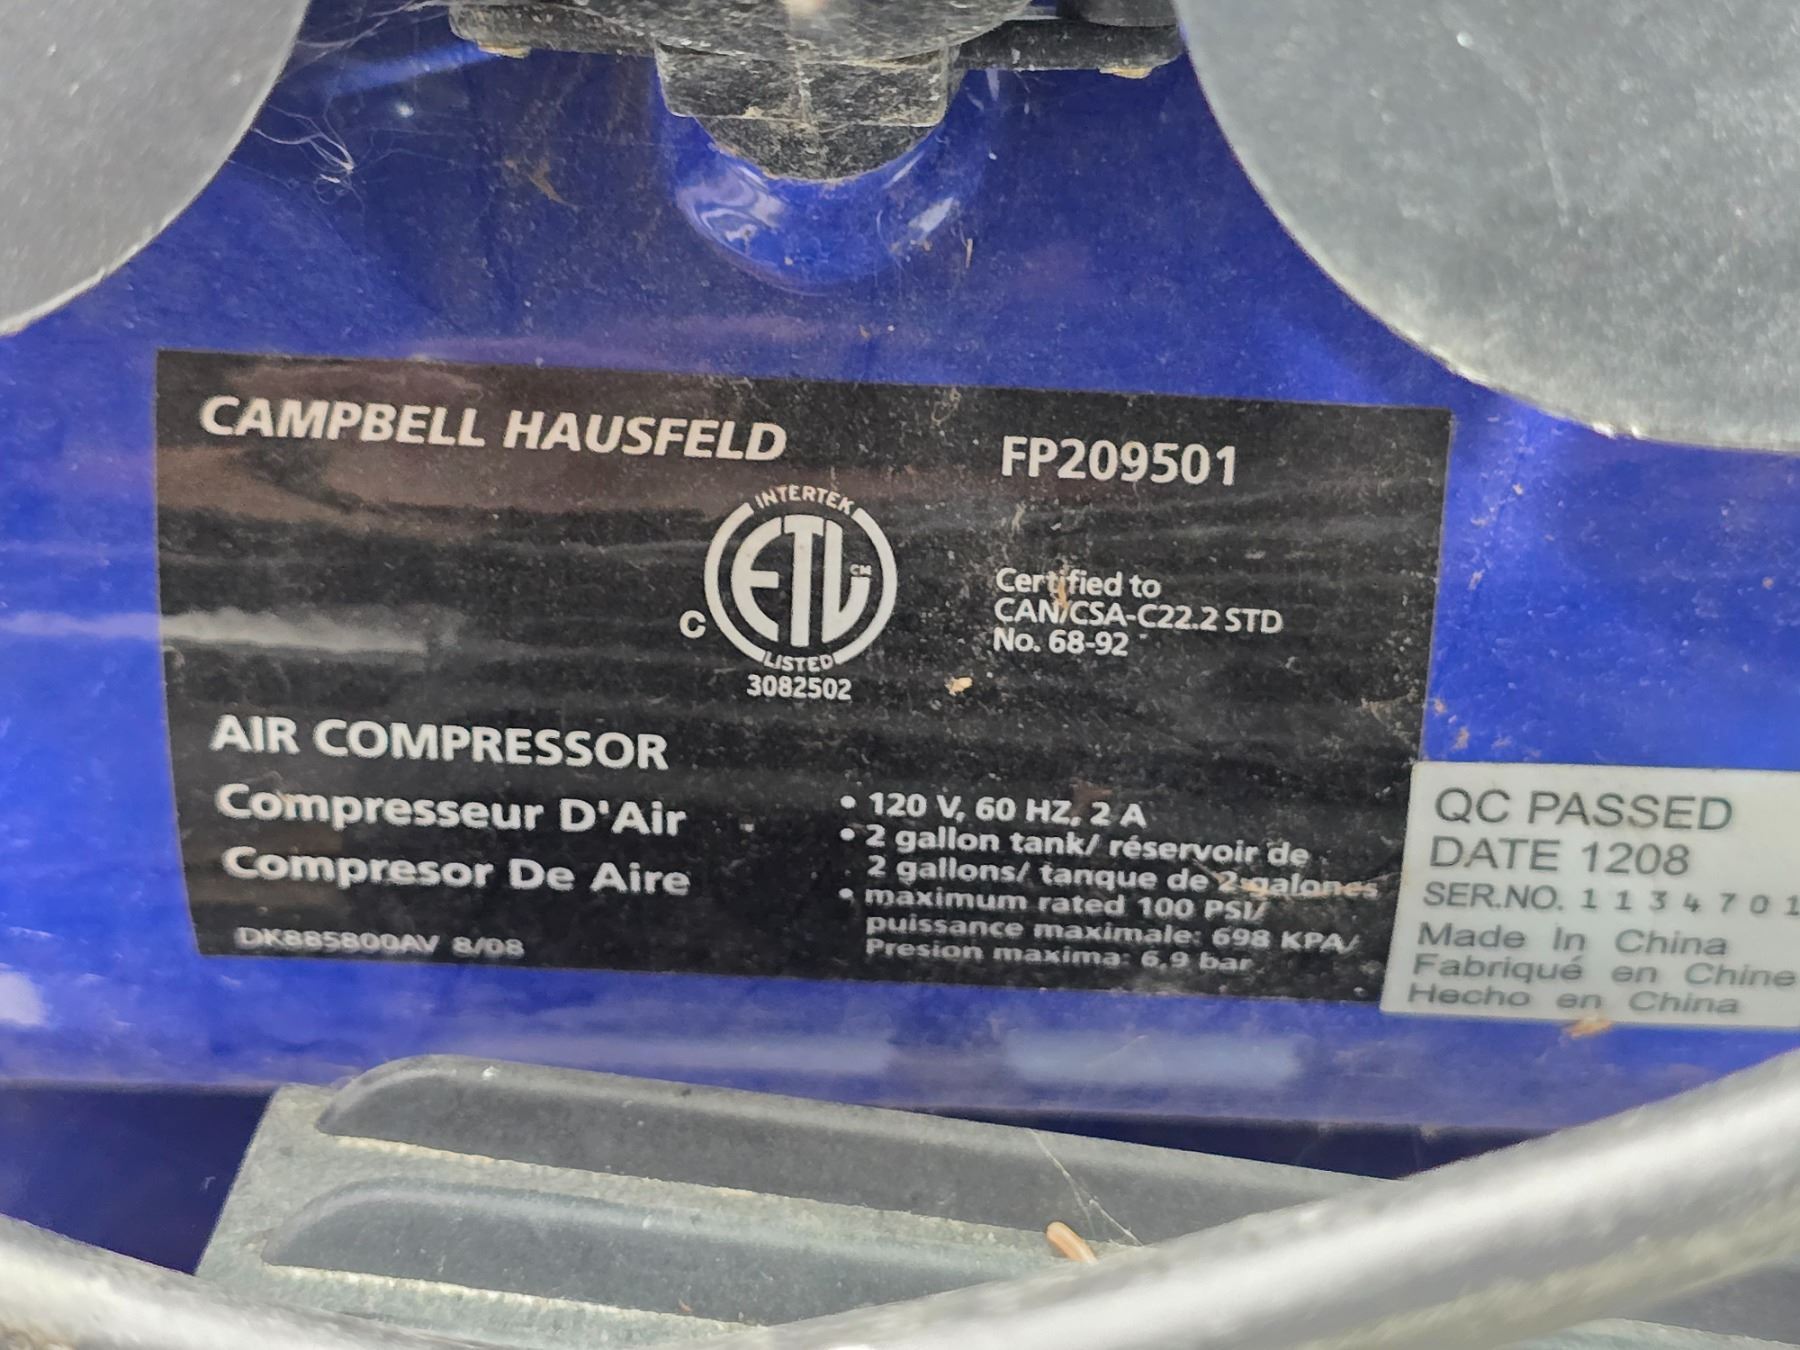 CAMPBELL HAUSFELD
FP209501
INTERTEK
ETL CM
C
LISTED
3082502
Certified to
CAN/CSA-C22.2 STD
No. 68-92
AIR COMPRESSOR
Compresseur D'Air
Compresor De Aire
DK885800AV 8/08
• 120 V, 60 HZ, 2 A
• 2 gallon tank/ réservoir de
2 gallons/ tanque de 2 galones
• maximum rated 100 PSI/
puissance maximale: 698 KPA/
Presion maxima: 6,9 bar
QC PASSED
DATE 1208
SER.NO. 1 1 3 4 7 0 1
Made In China
Fabriqué en Chine
Hecho en China